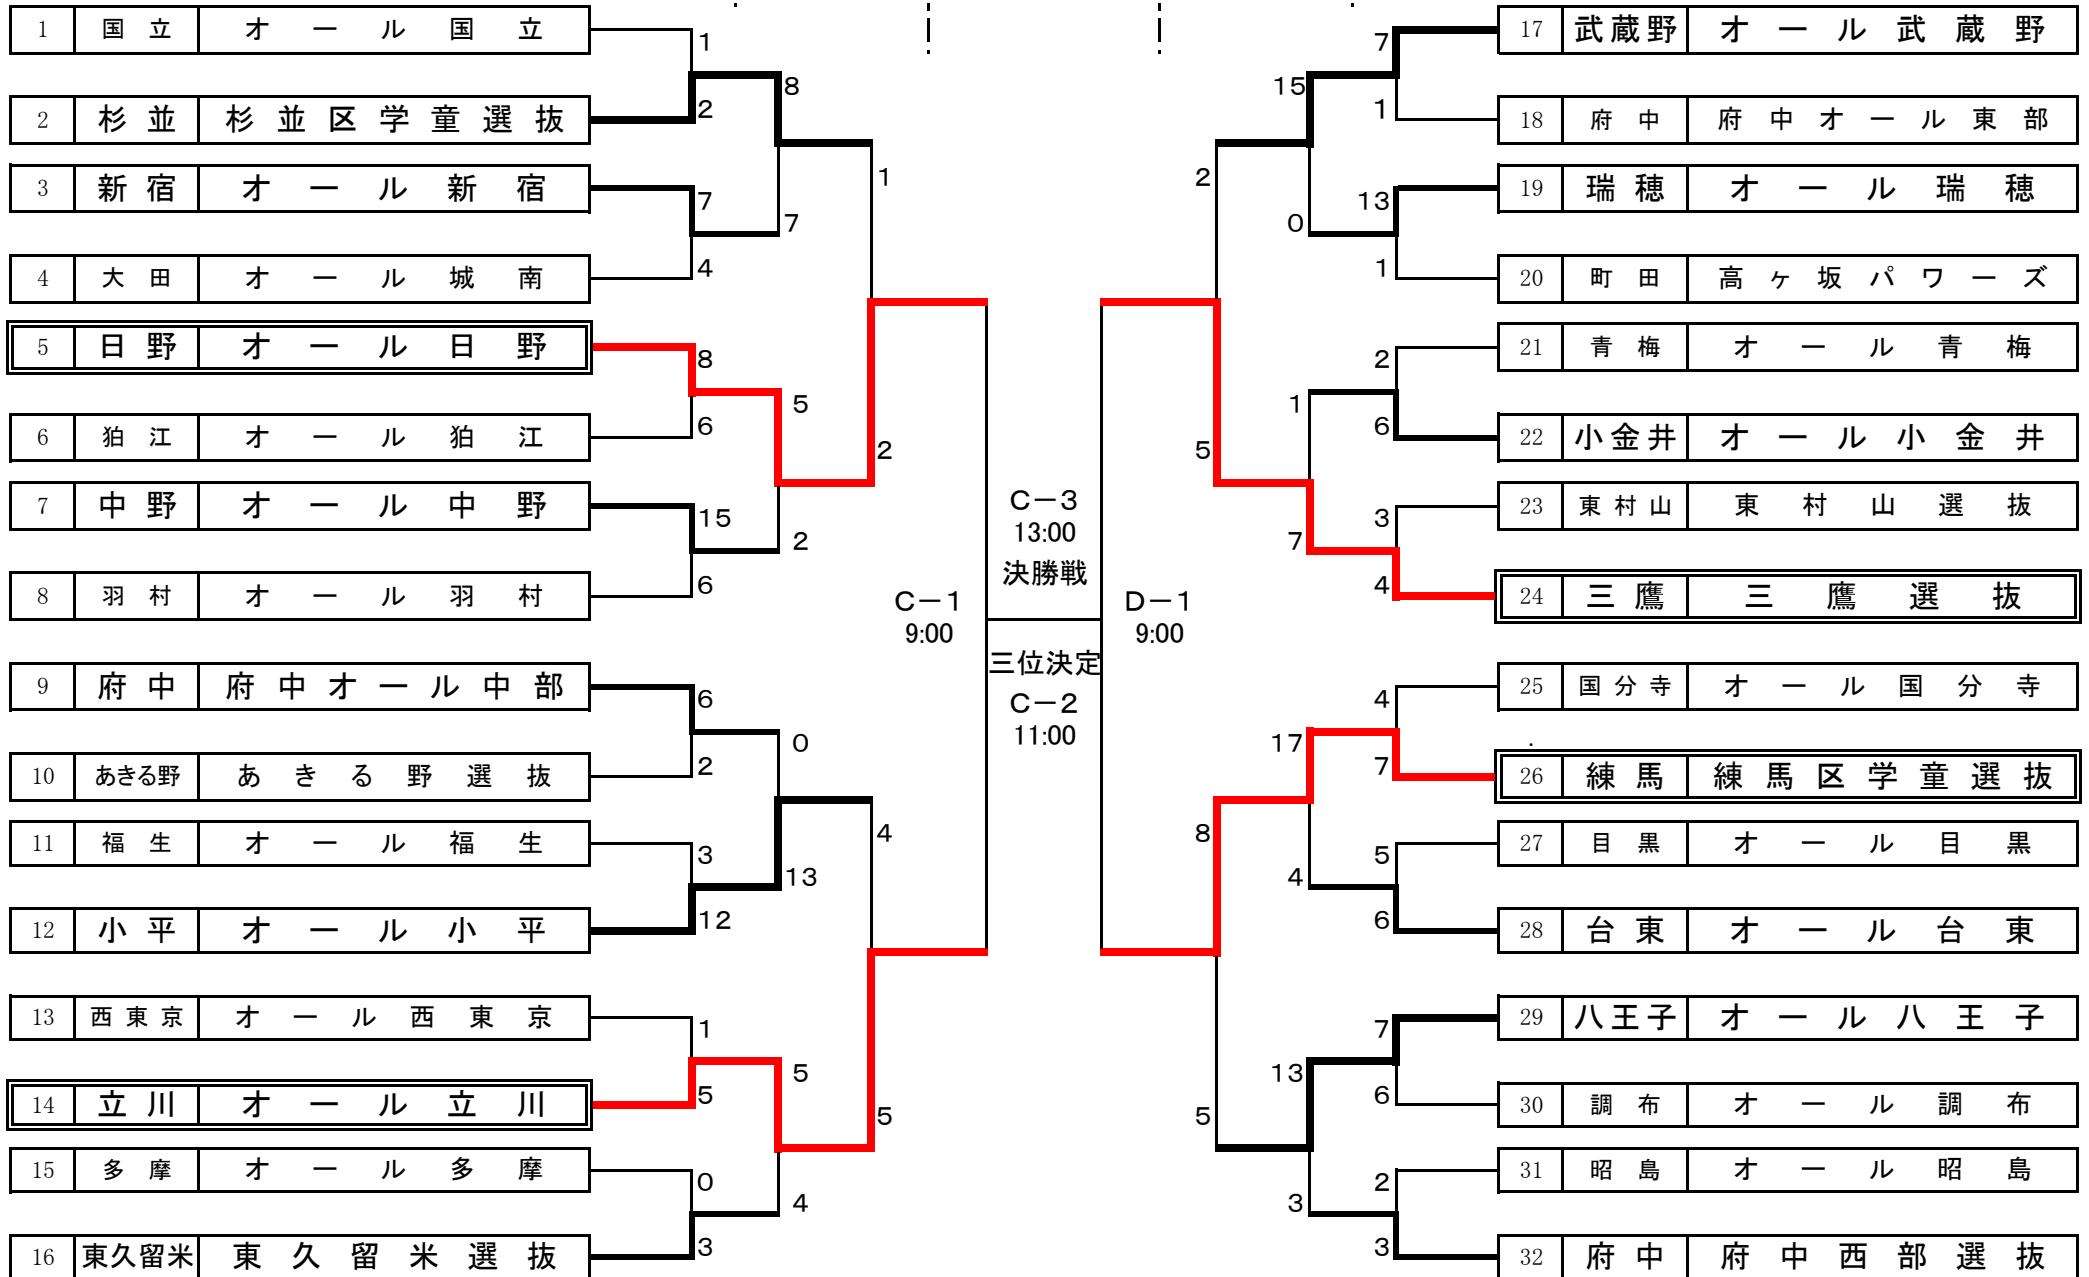 1 国立 オール国立
1
2 杉並 杉並区学童選抜
2
8
3 新宿 オール新宿
7
7
4 大田 オール城南
4
1
5 日野 オール日野
8
5
6 狛江 オール狛江
6
2
7 中野 オール中野
15
2
8 羽村 オール羽村
6
9 府中 府中オール中部
6
0
10 あきる野 あきる野選抜
2
4
11 福生 オール福生
3
13
12 小平 オール小平
12
13 西東京 オール西東京
1
5
14 立川 オール立川
5
5
15 多摩 オール多摩
0
4
16 東久留米 東久留米選抜
3
C-1
9:00
C-3
13:00
決勝戦
三位決定
C-2
11:00
D-1
9:00
7
17 武蔵野 オール武蔵野
15
1
18 府中 府中オール東部
2
13
19 瑞穂 オール瑞穂
0
1
20 町田 高ヶ坂パワーズ
2
21 青梅 オール青梅
1
6
22 小金井 オール小金井
5
3
23 東村山 東村山選抜
7
4
24 三鷹 三鷹選抜
4
25 国分寺 オール国分寺
17
7
26 練馬 練馬区学童選抜
8
5
27 目黒 オール目黒
4
6
28 台東 オール台東
7
29 八王子 オール八王子
13
6
30 調布 オール調布
5
2
31 昭島 オール昭島
3
3
32 府中 府中西部選抜